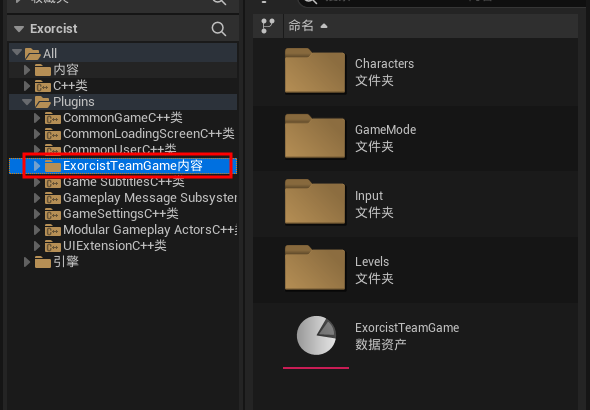 Exorcist
All
内容
C++类
Plugins
CommonGameC++类
CommonLoadingScreenC++类
CommonUserC++类
ExorcistTeamGame内容
Game SubtitlesC++类
Gameplay Message Subsyster
GameSettingsC++类
Modular Gameplay ActorsC++类
UIExtensionC++类
引擎
命名
Characters
文件夹
GameMode
文件夹
Input
文件夹
Levels
文件夹
ExorcistTeamGame
数据资产